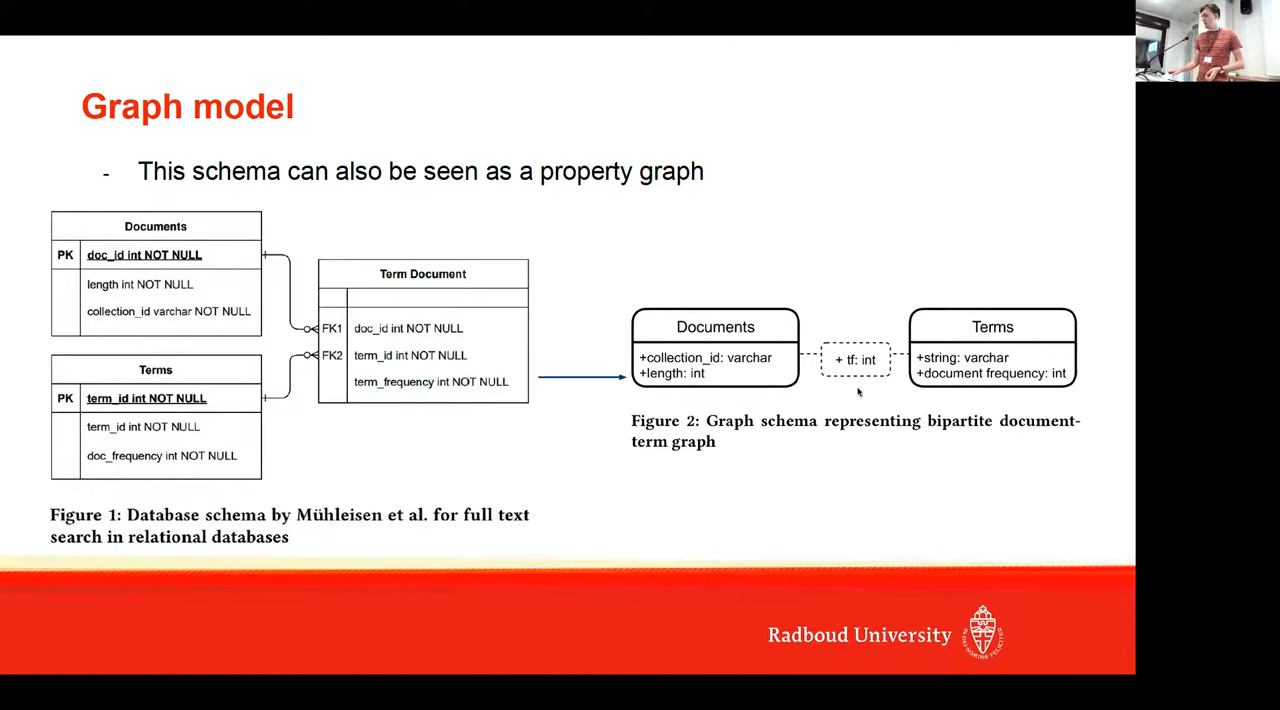 Graph model
- This schema can also be seen as a property graph
Documents
PK doc_id int NOT NULL
length int NOT NULL
collection_id varchar NOT NULL
Terms
PK term_id int NOT NULL
term_id int NOT NULL
doc_frequency int NOT NULL
Term Document
FK1 doc_id int NOT NULL
FK2 term_id int NOT NULL
term_frequency int NOT NULL
Figure 1: Database schema by Mühleisen et al. for full text
search in relational databases
Documents
+collection_id: varchar
+length: int
+ tf: int
Terms
+string: varchar
+document frequency: int
Figure 2: Graph schema representing bipartite document-
term graph
Radboud University